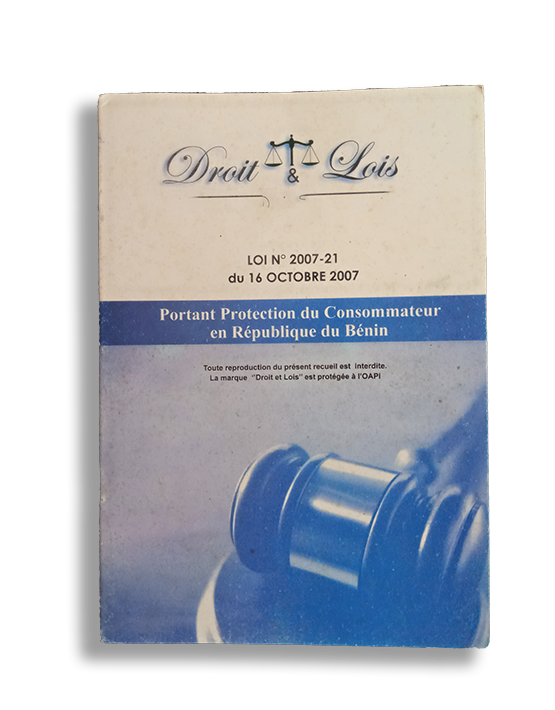 Droit & Lois
LOI N° 2007-21
du 16 OCTOBRE 2007
Portant Protection du Consommateur
en République du Bénin
Toute reproduction du présent recueil est interdite.
La marque "Droit et Lois" est protégée à l'OAPI